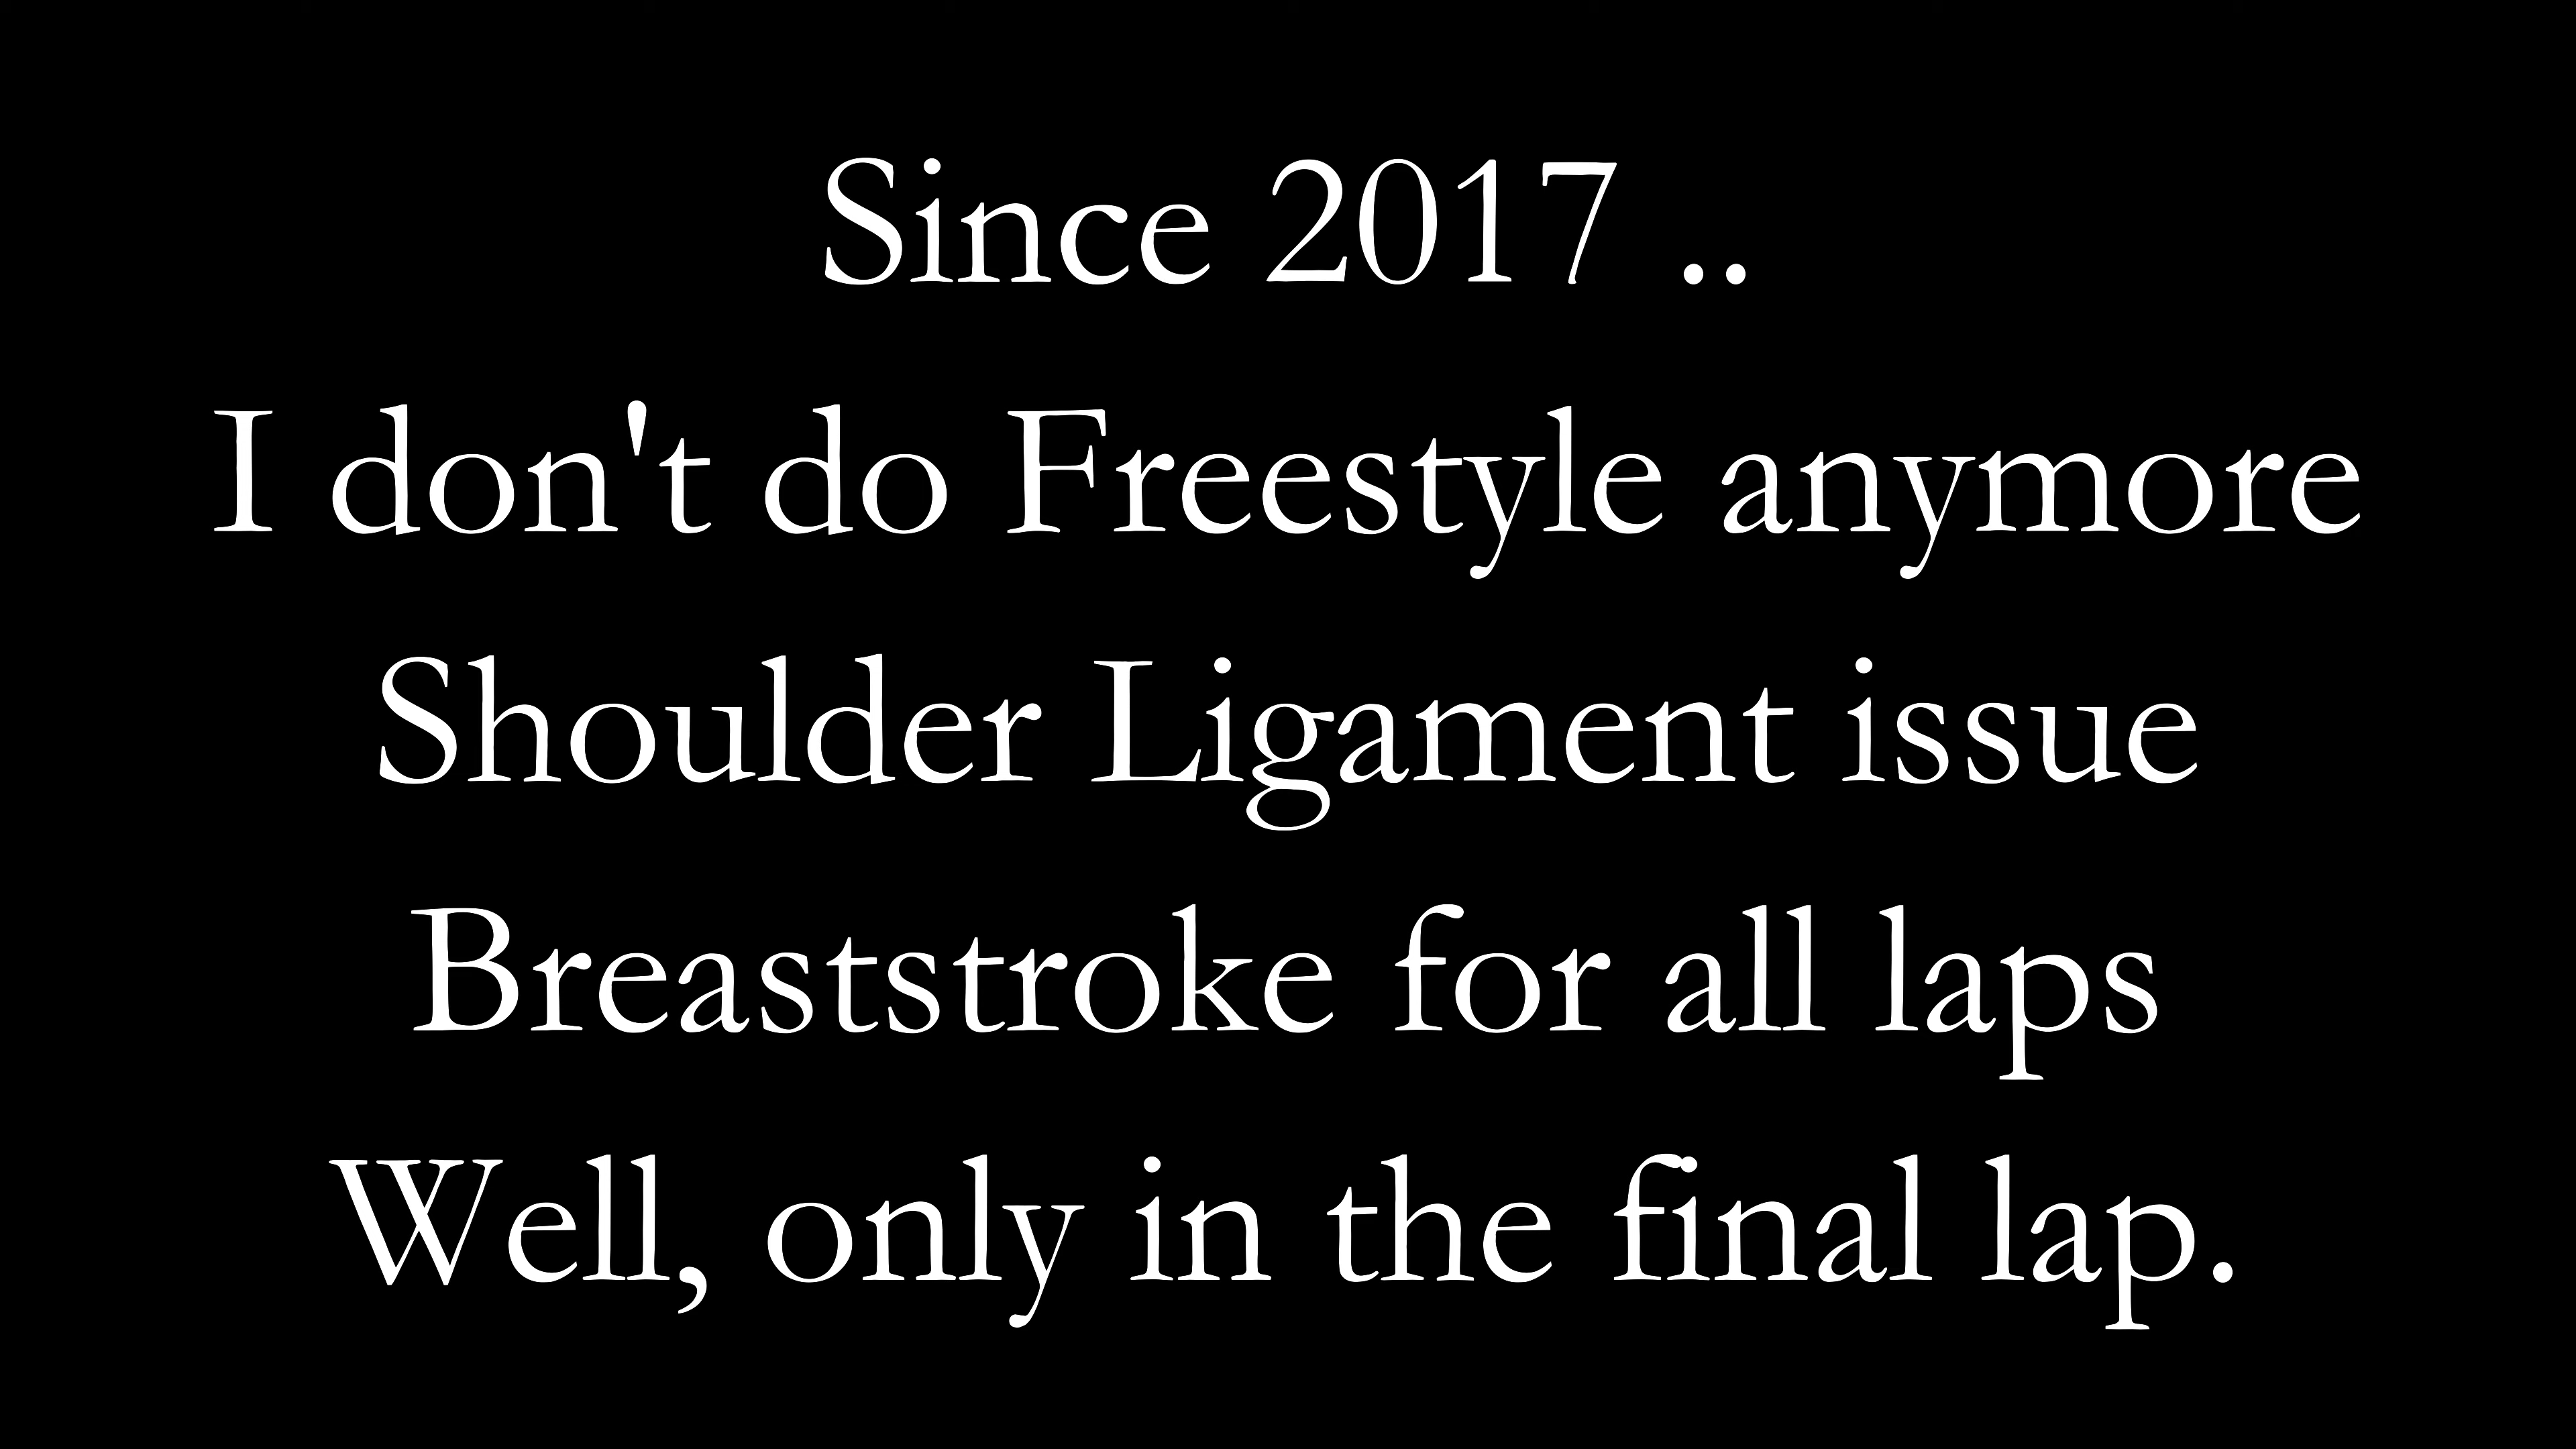 Since 2017 ..
I don't do Freestyle anymore
Shoulder Ligament issue
Breaststroke for all laps
Well, only in the final lap.